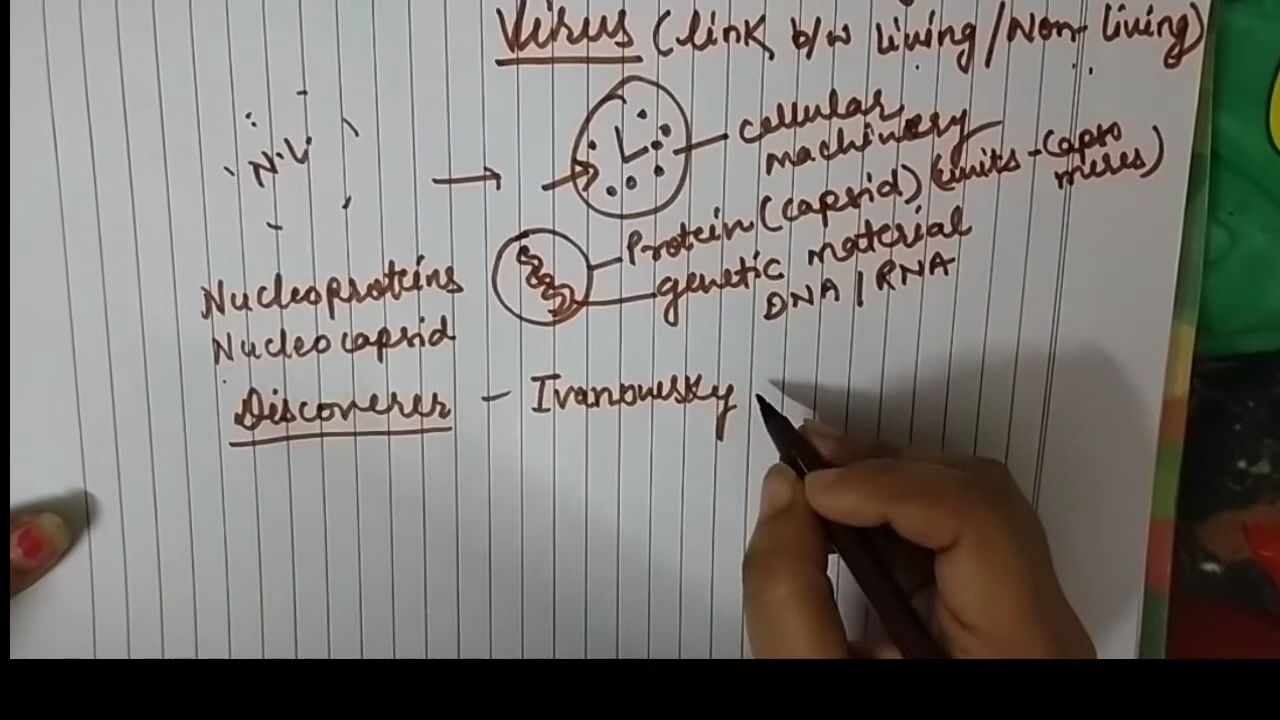 Virus (link b/w living/Non living)
N.L
L
cellular machinery
Protein (capsid) (units - capsomeres)
genetic material
DNA / RNA
Nucleoproteins
Nucleocapsid
Discoverer - Ivanowsky